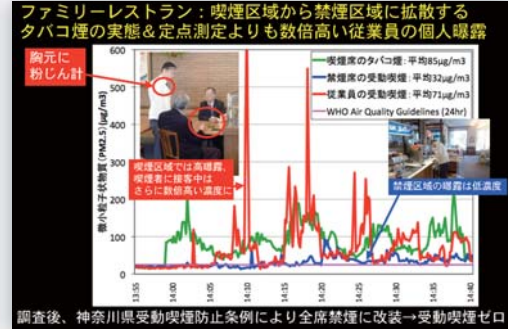 ファミリーレストラン:喫煙区域から禁煙区域に拡散する
タバコ煙の実態&定点測定よりも数倍高い従業員の個人曝露
胸元に
粉じん計
微小粒子状物質(PM2.5)(μg/m3)
600
500
400
300
200
100
0
喫煙席のタバコ煙:平均85μg/m3
禁煙席の受動喫煙:平均32μg/m3
従業員の受動喫煙:平均71μg/m3
WHO Air Quality Guidelines (24hr)
喫煙区域では高曝露、
喫煙者に接客中は
さらに数倍高い濃度に
禁煙区域の曝露は低濃度
13:55
14:00
14:05
14:10
14:15
14:20
14:25
14:30
14:35
14:40
調査後、神奈川県受動喫煙防止条例により全席禁煙に改装→受動喫煙ゼロ